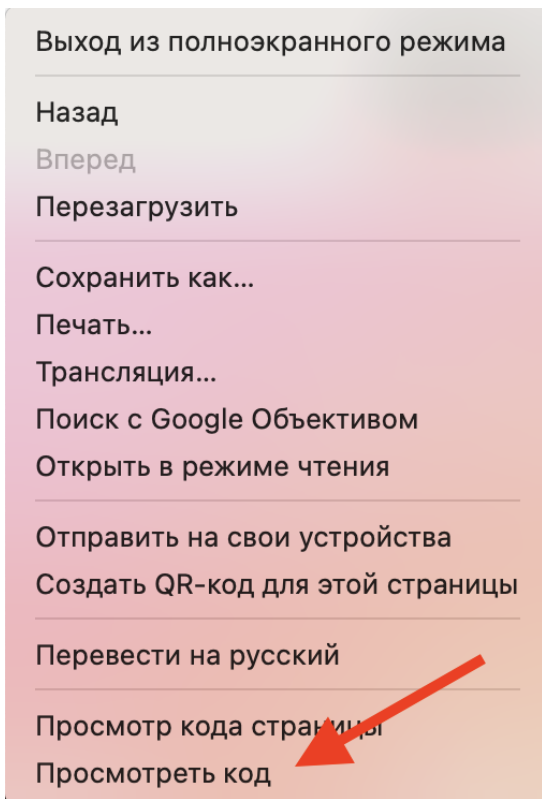 Выход из полноэкранного режима
Назад
Вперед
Перезагрузить
Сохранить как...
Печать...
Трансляция...
Поиск с Google Объективом
Открыть в режиме чтения
Отправить на свои устройства
Создать QR-код для этой страницы
Перевести на русский
Просмотр кода страницы
Просмотреть код